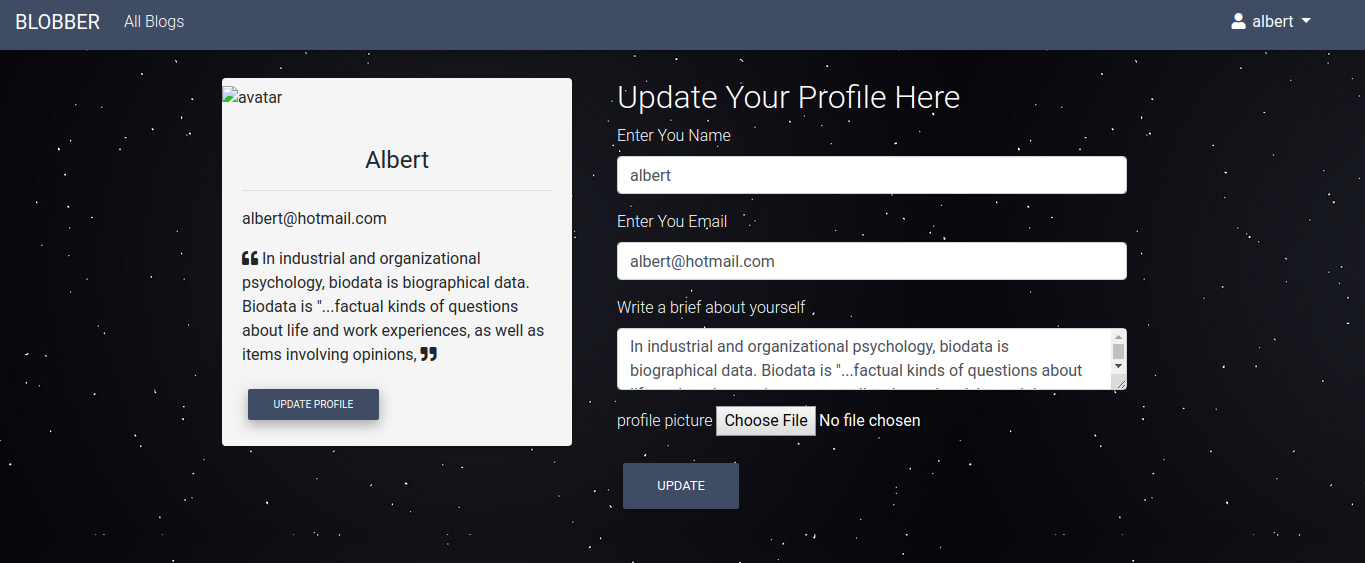 BLOBBER All Blogs albert
avatar
Albert
albert@hotmail.com
In industrial and organizational
psychology, biodata is biographical data.
Biodata is "...factual kinds of questions
about life and work experiences, as well as
items involving opinions,
UPDATE PROFILE
Update Your Profile Here
Enter You Name
albert
Enter You Email
albert@hotmail.com
Write a brief about yourself
In industrial and organizational psychology, biodata is
biographical data. Biodata is "...factual kinds of questions about
profile picture Choose File No file chosen
UPDATE